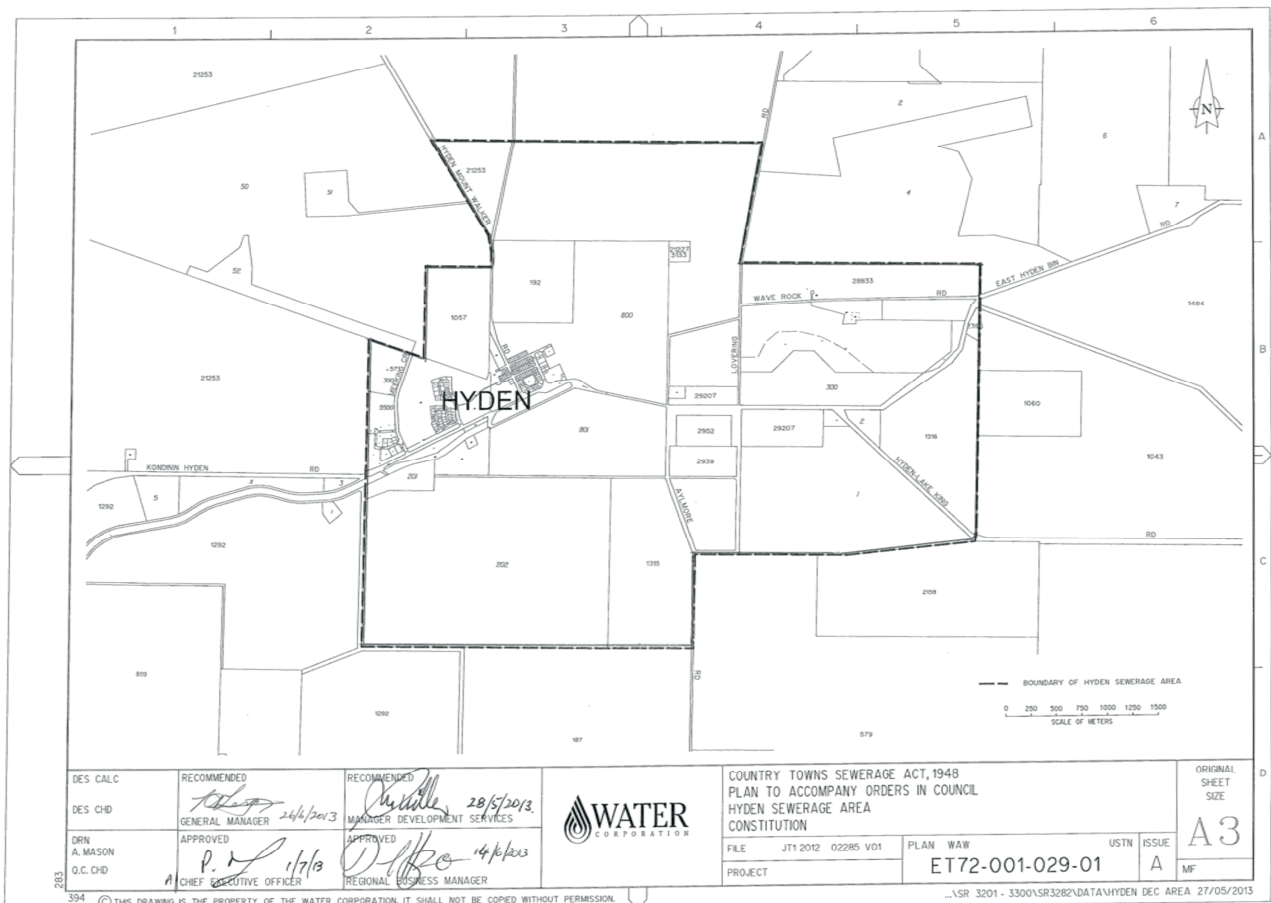 1 2 3 4 5 6
A
B
C
D
N
21253
50
51
52
HYDEN MOUNT WALKER
21253
RD
2
4
6
7
RD
EAST HYDEN BIN
192
1057
800
21227
3133
28833
WAVE ROCK RD
LOVERING
300
1484
1060
1043
21253
HYDEN
RD
9500
801
29207
2952
2939
29207
2
1316
HYDEN-LAKE KING
1
RD
KONDININ HYDEN RD
1292
5
4
3
201
1292
202
1315
AYLMORE
RD
2158
819
1292
187
579
BOUNDARY OF HYDEN SEWERAGE AREA
0 250 500 750 1000 1250 1500
SCALE OF METERS
DES CALC
DES CHD
DRN
A. MASON
Q.C. CHD
RECOMMENDED
GENERAL MANAGER 26/6/2013
RECOMMENDED
28/5/2013.
MANAGER DEVELOPMENT SERVICES
APPROVED
1/7/13
A/CHIEF EXECUTIVE OFFICER
APPROVED
14/6/2013
REGIONAL BUSINESS MANAGER
WATER
CORPORATION
COUNTRY TOWNS SEWERAGE ACT, 1948
PLAN TO ACCOMPANY ORDERS IN COUNCIL
HYDEN SEWERAGE AREA
CONSTITUTION
FILE JT1 2012 02285 V01
PROJECT
PLAN WAW
ET72-001-029-01
USTN
ISSUE
A
ORIGINAL
SHEET
SIZE
A3
MF
283
394 © THIS DRAWING IS THE PROPERTY OF THE WATER CORPORATION. IT SHALL NOT BE COPIED WITHOUT PERMISSION.
...\SR 3201 - 3300\SR3282\DATA\HYDEN DEC AREA 27/05/2013